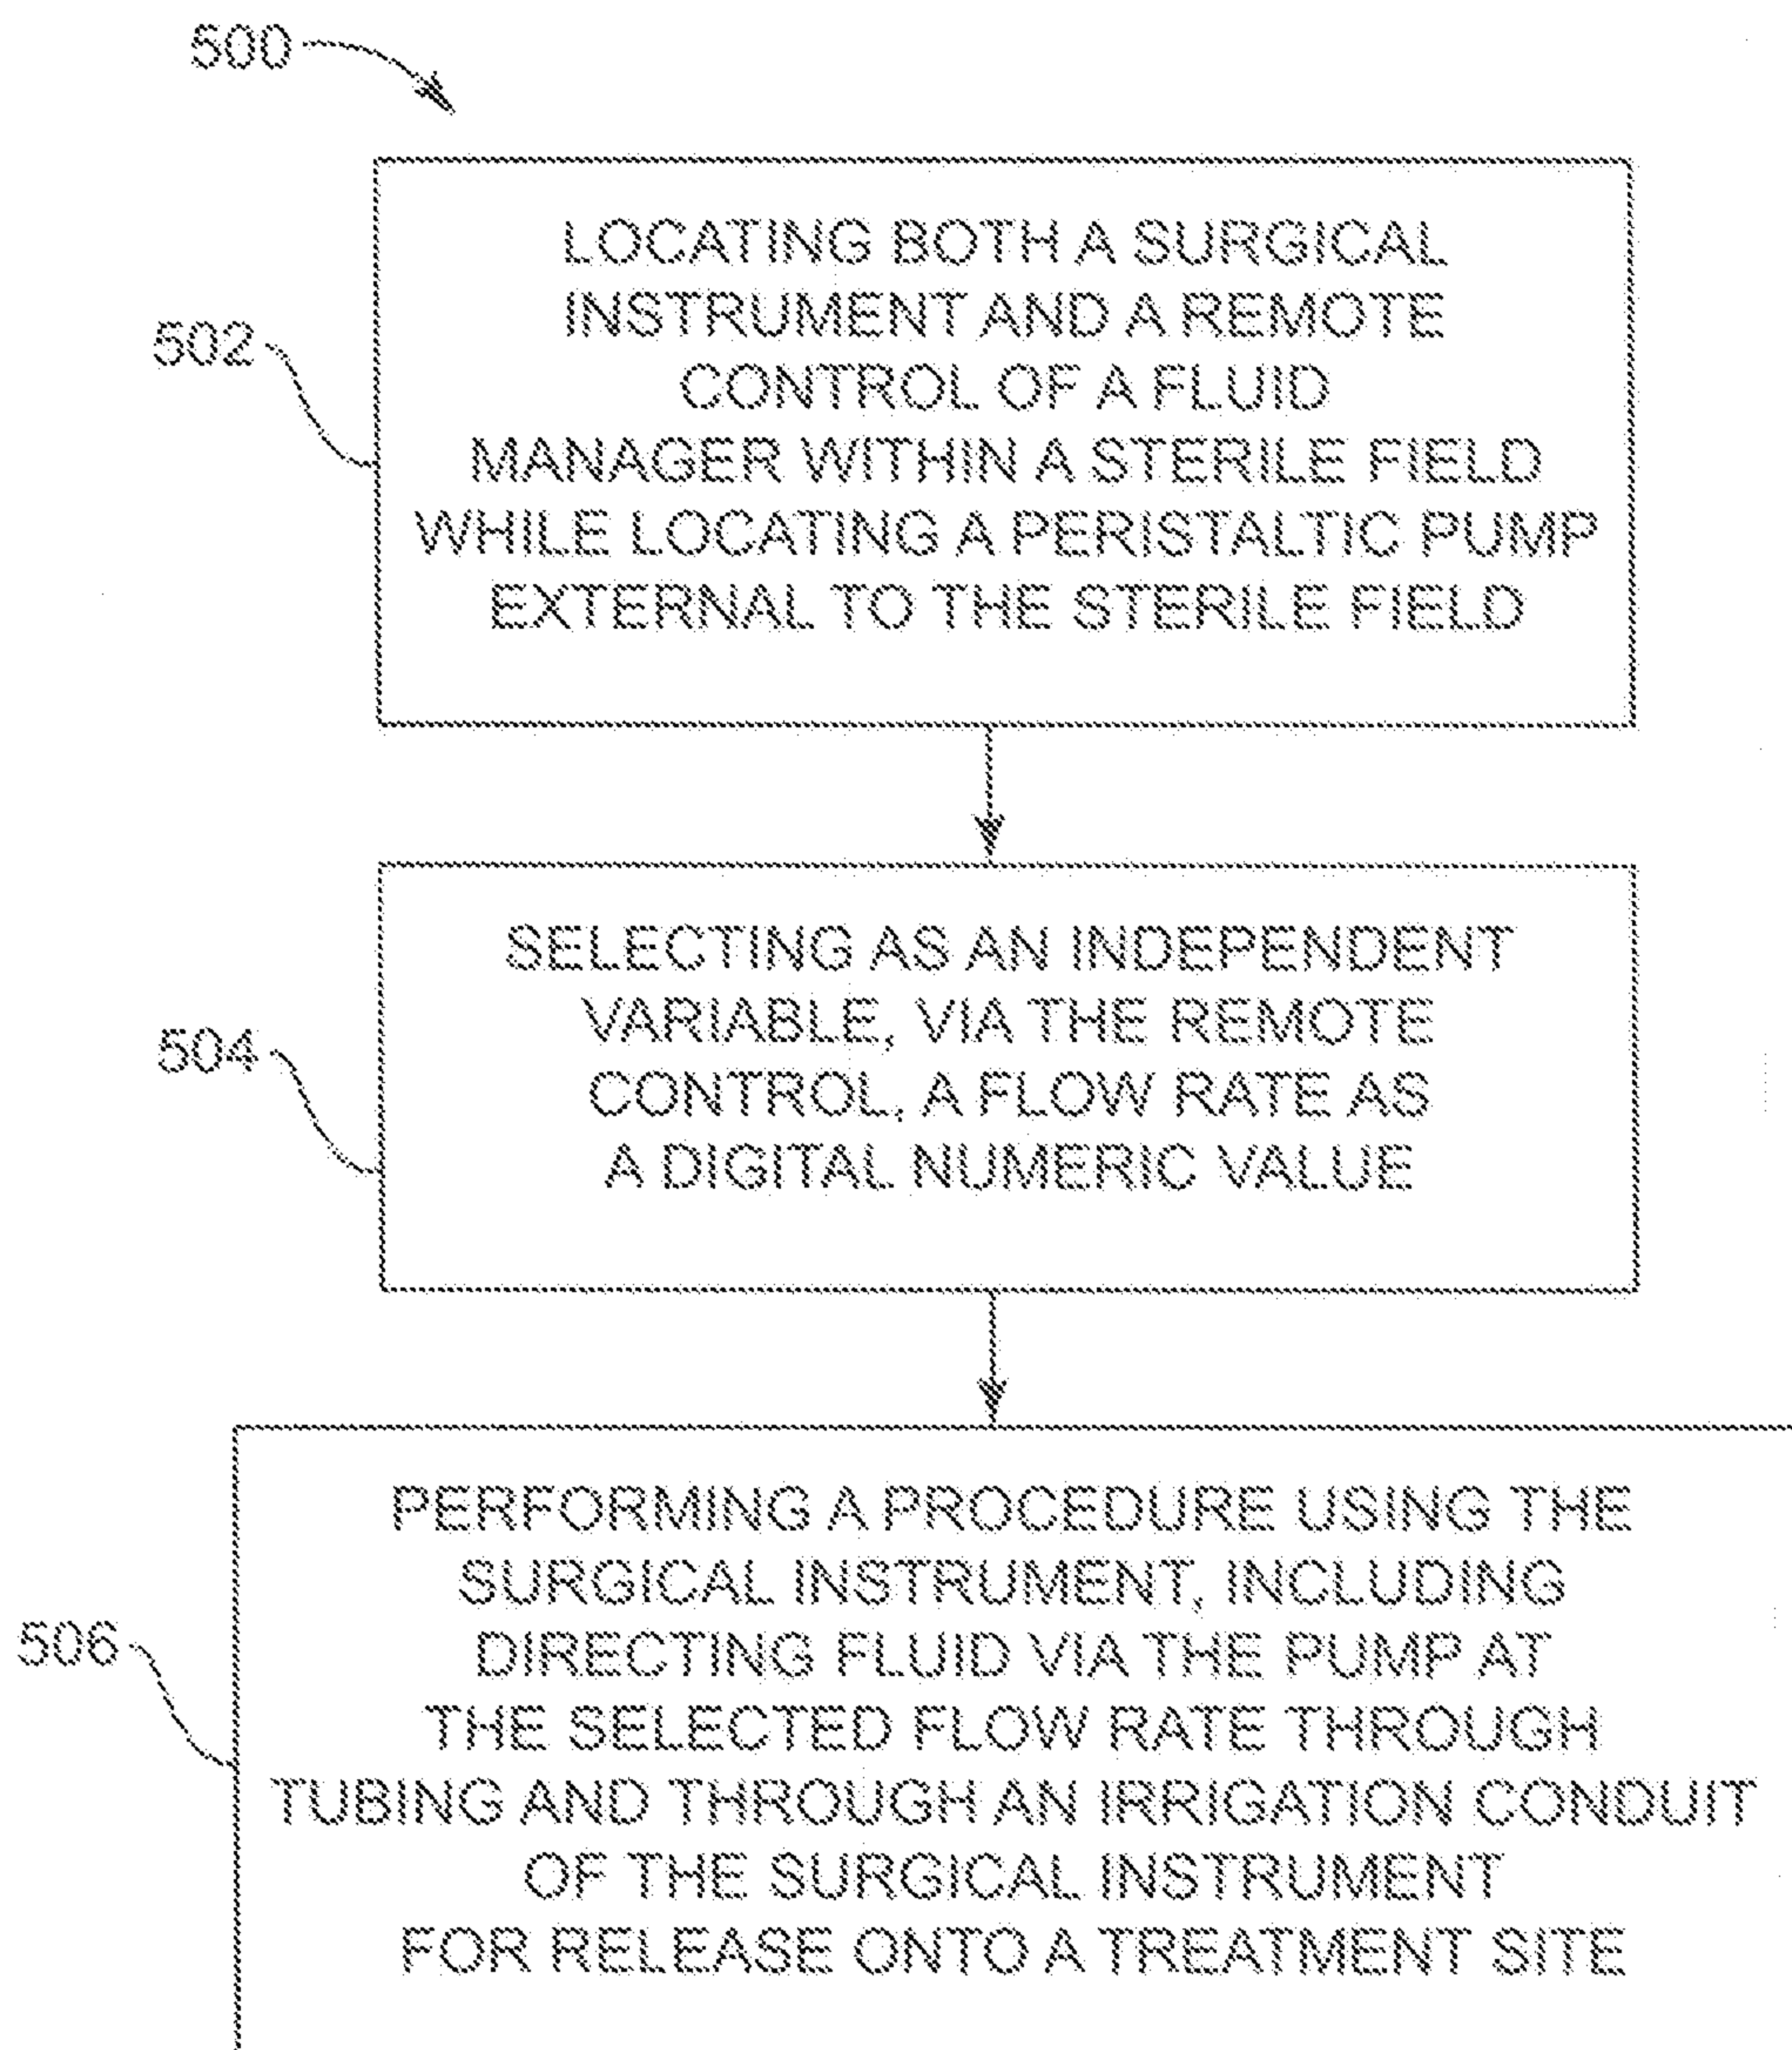 500
502
LOCATING BOTH A SURGICAL
INSTRUMENT AND A REMOTE
CONTROL OF A FLUID
MANAGER WITHIN A STERILE FIELD
WHILE LOCATING A PERISTALTIC PUMP
EXTERNAL TO THE STERILE FIELD
504
SELECTING AS AN INDEPENDENT
VARIABLE, VIA THE REMOTE
CONTROL, A FLOW RATE AS
A DIGITAL NUMERIC VALUE
506
PERFORMING A PROCEDURE USING THE
SURGICAL INSTRUMENT, INCLUDING
DIRECTING FLUID VIA THE PUMP AT
THE SELECTED FLOW RATE THROUGH
TUBING AND THROUGH AN IRRIGATION CONDUIT
OF THE SURGICAL INSTRUMENT
FOR RELEASE ONTO A TREATMENT SITE